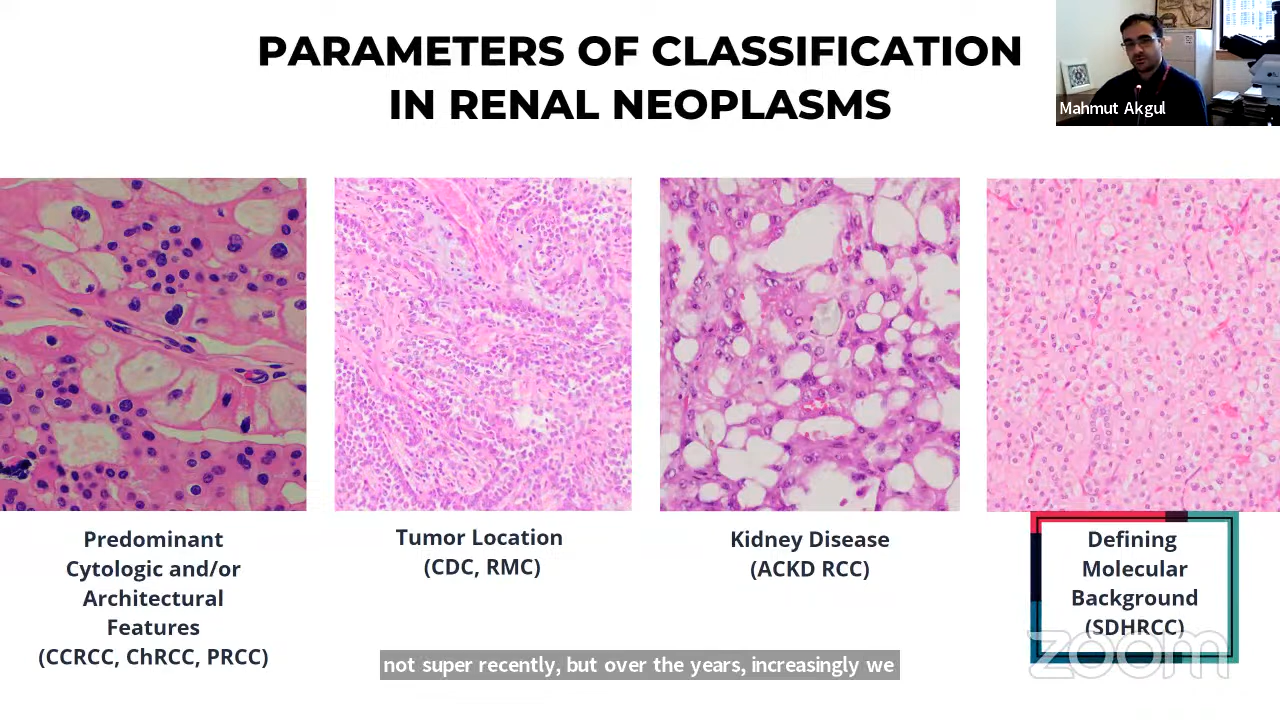 PARAMETERS OF CLASSIFICATION
IN RENAL NEOPLASMS
Mahmut Akgul
Predominant
Cytologic and/or
Architectural
Features
(CCRCC, ChRCC, PRCC)
Tumor Location
(CDC, RMC)
Kidney Disease
(ACKD RCC)
Defining
Molecular
Background
(SDHRCC)
zoom
not super recently, but over the years, increasingly we